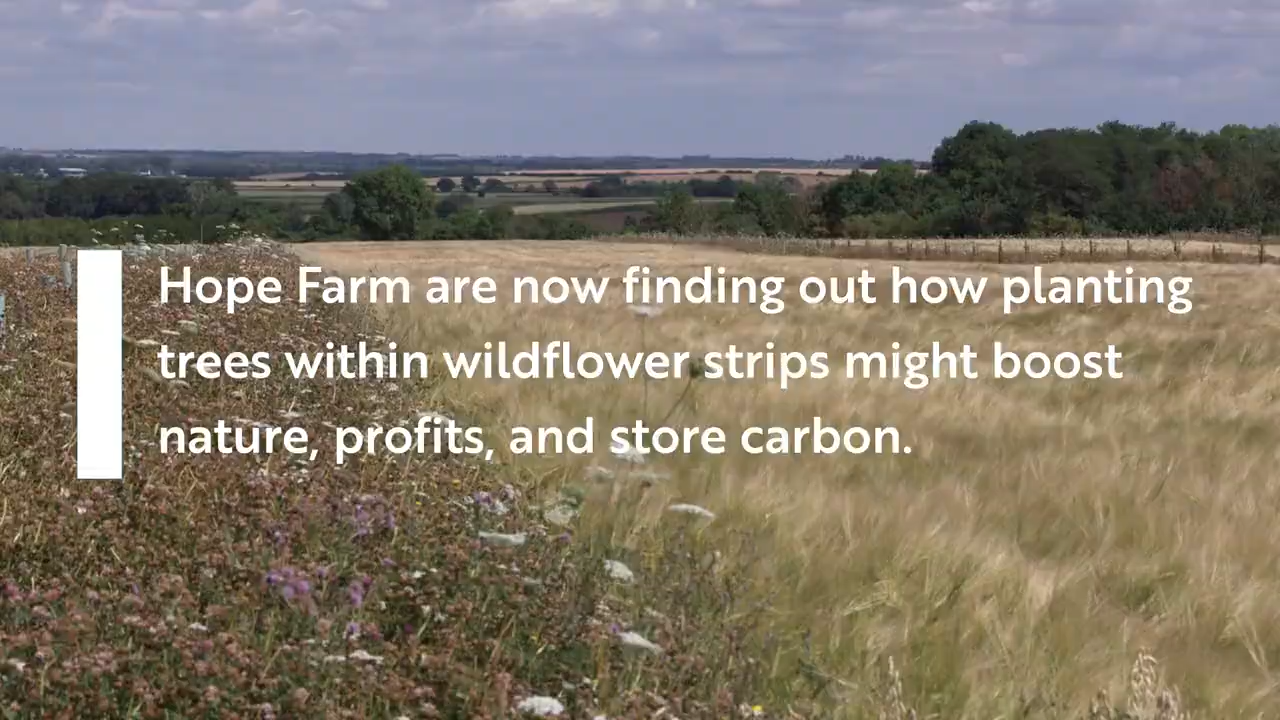 Hope Farm are now finding out how planting
trees within wildflower strips might boost
nature, profits, and store carbon.